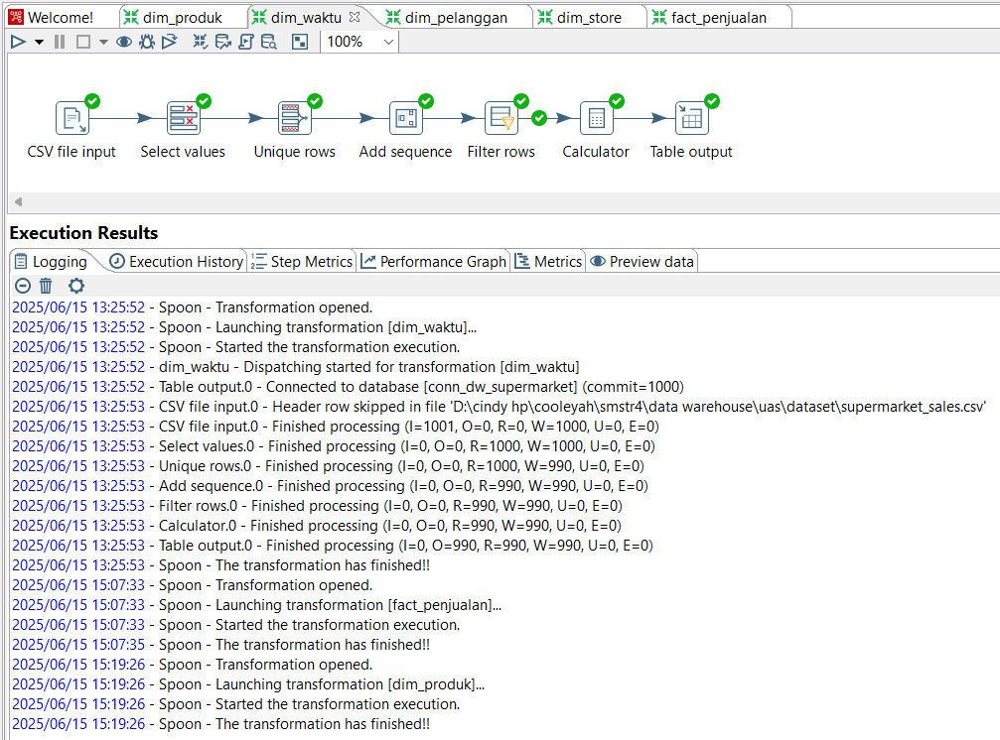 Welcome! dim_produk dim_waktu dim_pelanggan dim_store fact_penjualan
100%
CSV file input Select values Unique rows Add sequence Filter rows Calculator Table output
Execution Results
Logging Execution History Step Metrics Performance Graph Metrics Preview data
2025/06/15 13:25:52 - Spoon - Transformation opened.
2025/06/15 13:25:52 - Spoon - Launching transformation [dim_waktu]...
2025/06/15 13:25:52 - Spoon - Started the transformation execution.
2025/06/15 13:25:52 - dim_waktu - Dispatching started for transformation [dim_waktu]
2025/06/15 13:25:52 - Table output.0 - Connected to database [conn_dw_supermarket] (commit=1000)
2025/06/15 13:25:53 - CSV file input.0 - Header row skipped in file 'D:\cindy hp\cooleyah\smstr4\data warehouse\uas\dataset\supermarket_sales.csv'
2025/06/15 13:25:53 - CSV file input.0 - Finished processing (I=1001, O=0, R=0, W=1000, U=0, E=0)
2025/06/15 13:25:53 - Select values.0 - Finished processing (I=0, O=0, R=1000, W=1000, U=0, E=0)
2025/06/15 13:25:53 - Unique rows.0 - Finished processing (I=0, O=0, R=1000, W=990, U=0, E=0)
2025/06/15 13:25:53 - Add sequence.0 - Finished processing (I=0, O=0, R=990, W=990, U=0, E=0)
2025/06/15 13:25:53 - Filter rows.0 - Finished processing (I=0, O=0, R=990, W=990, U=0, E=0)
2025/06/15 13:25:53 - Calculator.0 - Finished processing (I=0, O=0, R=990, W=990, U=0, E=0)
2025/06/15 13:25:53 - Table output.0 - Finished processing (I=0, O=990, R=990, W=990, U=0, E=0)
2025/06/15 13:25:53 - Spoon - The transformation has finished!!
2025/06/15 15:07:33 - Spoon - Transformation opened.
2025/06/15 15:07:33 - Spoon - Launching transformation [fact_penjualan]...
2025/06/15 15:07:33 - Spoon - Started the transformation execution.
2025/06/15 15:07:35 - Spoon - The transformation has finished!!
2025/06/15 15:19:26 - Spoon - Transformation opened.
2025/06/15 15:19:26 - Spoon - Launching transformation [dim_produk]...
2025/06/15 15:19:26 - Spoon - Started the transformation execution.
2025/06/15 15:19:26 - Spoon - The transformation has finished!!